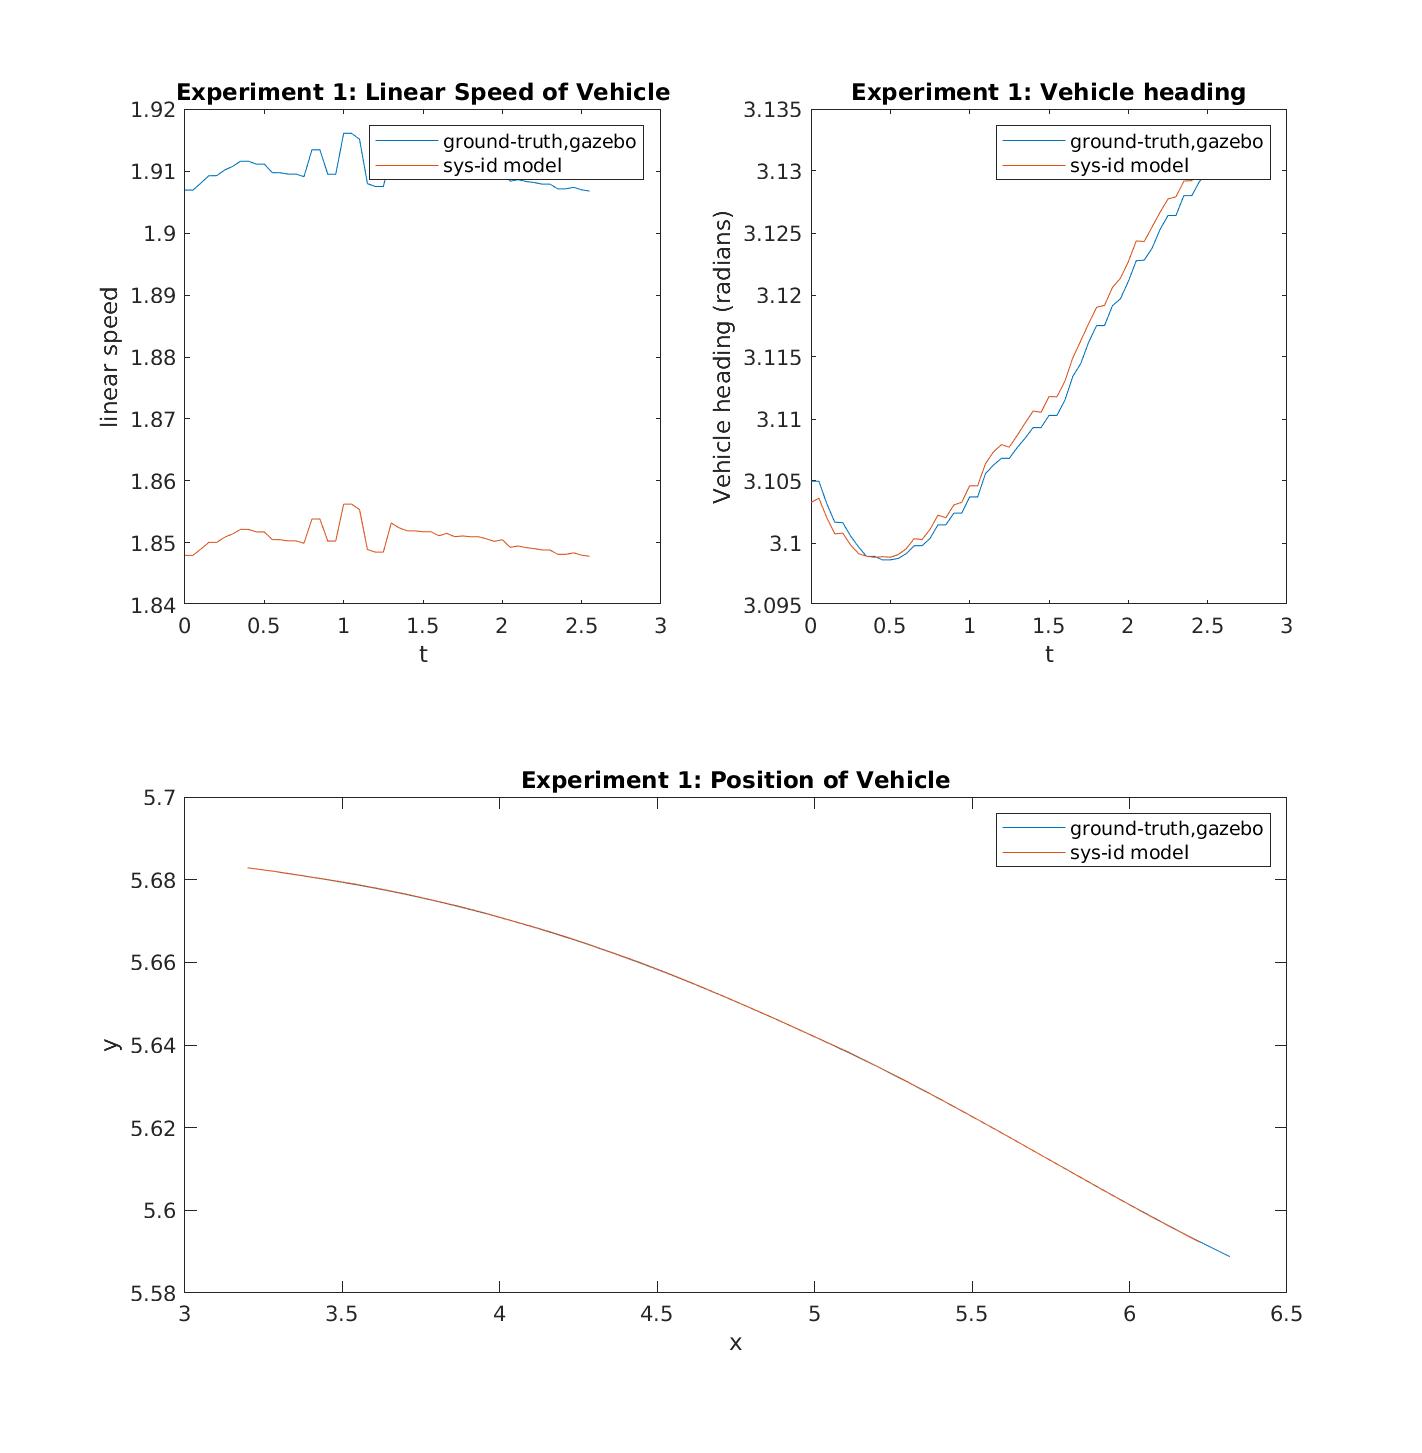 Experiment 1: Linear Speed of Vehicle
1.92
1.91
1.9
1.89
1.88
1.87
1.86
1.85
1.84
linear speed
ground-truth,gazebo
sys-id model
0 0.5 1 1.5 2 2.5 3
t
Experiment 1: Vehicle heading
3.135
3.13
3.125
3.12
3.115
3.11
3.105
3.1
3.095
Vehicle heading (radians)
ground-truth,gazebo
sys-id model
0 0.5 1 1.5 2 2.5 3
t
Experiment 1: Position of Vehicle
5.7
5.68
5.66
5.64
5.62
5.6
5.58
y
ground-truth,gazebo
sys-id model
3 3.5 4 4.5 5 5.5 6 6.5
x